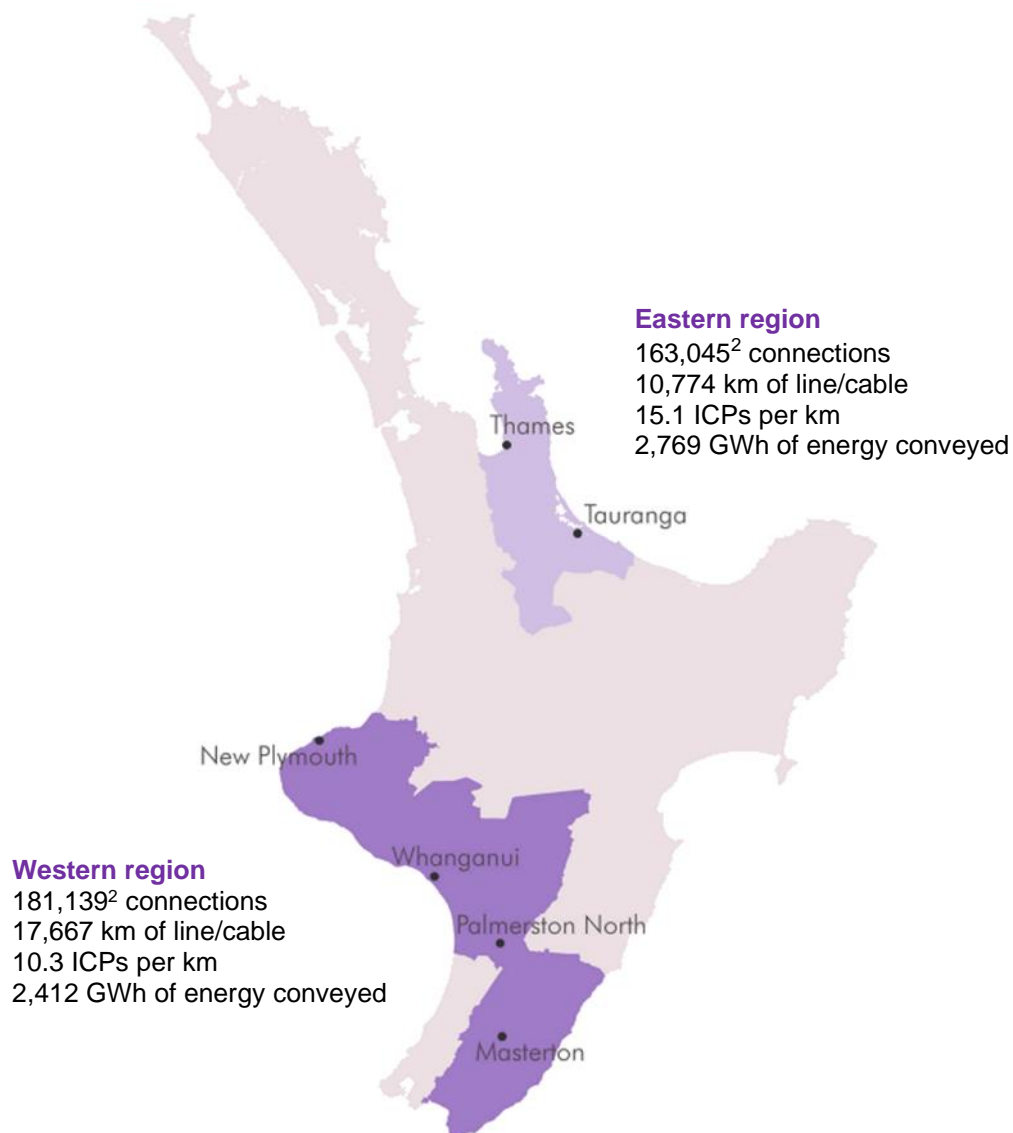 Eastern region
163,045² connections
10,774 km of line/cable
15.1 ICPs per km
2,769 GWh of energy conveyed
Thames
Tauranga
New Plymouth
Whanganui
Palmerston North
Masterton
Western region
181,139² connections
17,667 km of line/cable
10.3 ICPs per km
2,412 GWh of energy conveyed